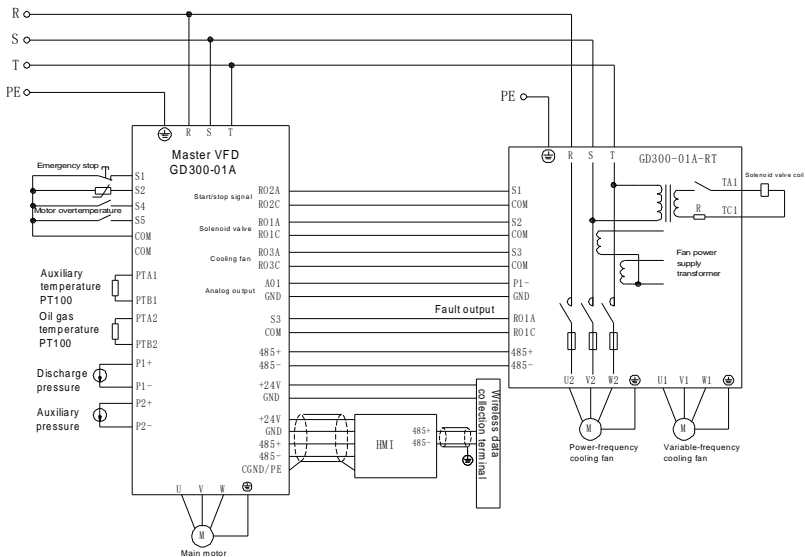 R
S
T
PE
PE
R S T
Master VFD
GD300-01A
Emergency stop
Motor overtemperature
S1
S2
S4
S5
COM
COM
Auxiliary
temperature
PT100
PTA1
PTB1
Oil gas
temperature
PT100
PTA2
PTB2
Discharge
pressure
P1+
P1-
Auxiliary
pressure
P2+
P2-
Start/stop signal
RO2A
RO2C
Solenoid valve
RO1A
RO1C
Cooling fan
RO3A
RO3C
Analog output
AO1
GND
S3
COM
485+
485-
+24V
GND
+24V
GND
485+
485-
CGND/PE
U V W
M
Main motor
HMI
485+
485-
Wireless data
collection terminal
Fault output
R S T
GD300-01A-RT
S1
COM
S2
COM
S3
COM
P1-
GND
RO1A
RO1C
485+
485-
TA1
R
TC1
Solenoid valve coil
Fan power
supply
transformer
U2 V2 W2
U1 V1 W1
M
M
Power-frequency
cooling fan
Variable-frequency
cooling fan